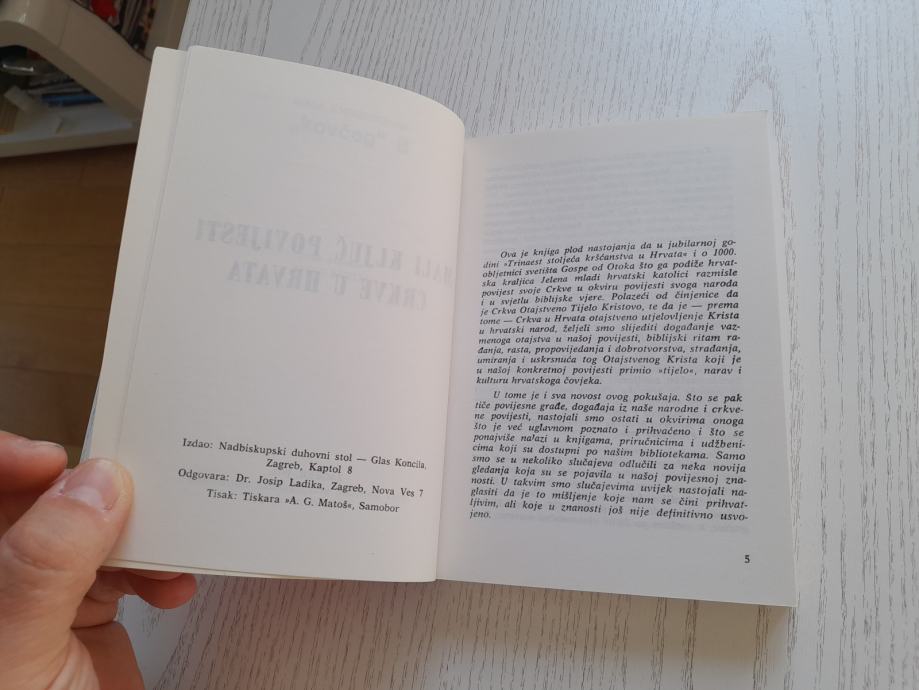 Izdao: Nadbiskupski duhovni stol — Glas Koncila,
Zagreb, Kaptol 8
Odgovara: Dr. Josip Ladika, Zagreb, Nova Ves 7
Tisak: Tiskara »A. G. Matoš«, Samobor
Ova je knjiga plod nastojanja da u jubilarnoj go-
dini »Trinaest stoljeća kršćanstva u Hrvata« i o 1000.
obljetnici svetišta Gospe od Otoka što ga podiže hrvat-
ska kraljica Jelena mladi hrvatski katolici razmisle
povijest svoje Crkve u okviru povijesti svoga naroda
i u svjetlu biblijske vjere. Polazeći od činjenice da
je Crkva Otajstveno Tijelo Kristovo, te da je — prema
tome — Crkva u Hrvata otajstveno utjelovljenje Krista
u hrvatski narod, željeli smo slijediti događanje vaz-
menoga otajstva u našoj povijesti, biblijski ritam ra-
đanja, rasta, propovijedanja i dobrotvorstva, stradanja,
umiranja i uskrsnuća tog Otajstvenog Krista koji je
u našoj konkretnoj povijesti primio »tijelo«, narav i
kulturu hrvatskoga čovjeka.
U tome je i sva novost ovog pokušaja. Što se pak
tiče povijesne građe, događaja iz naše narodne i crkve-
ne povijesti, nastojali smo ostati u okvirima onoga
što je već uglavnom poznato i prihvaćeno i što se
ponajviše nalazi u knjigama, priručnicima i udžbeni-
cima koji su dostupni po našim bibliotekama. Samo
smo se u nekoliko slučajeva odlučili za neka novija
gledanja koja su se pojavila u našoj povijesnoj zna-
nosti. U takvim smo slučajevima uvijek nastojali na-
glasiti da je to mišljenje koje nam se čini prihvat-
ljivim, ali koje u znanosti još nije definitivno usvo-
jeno.
5